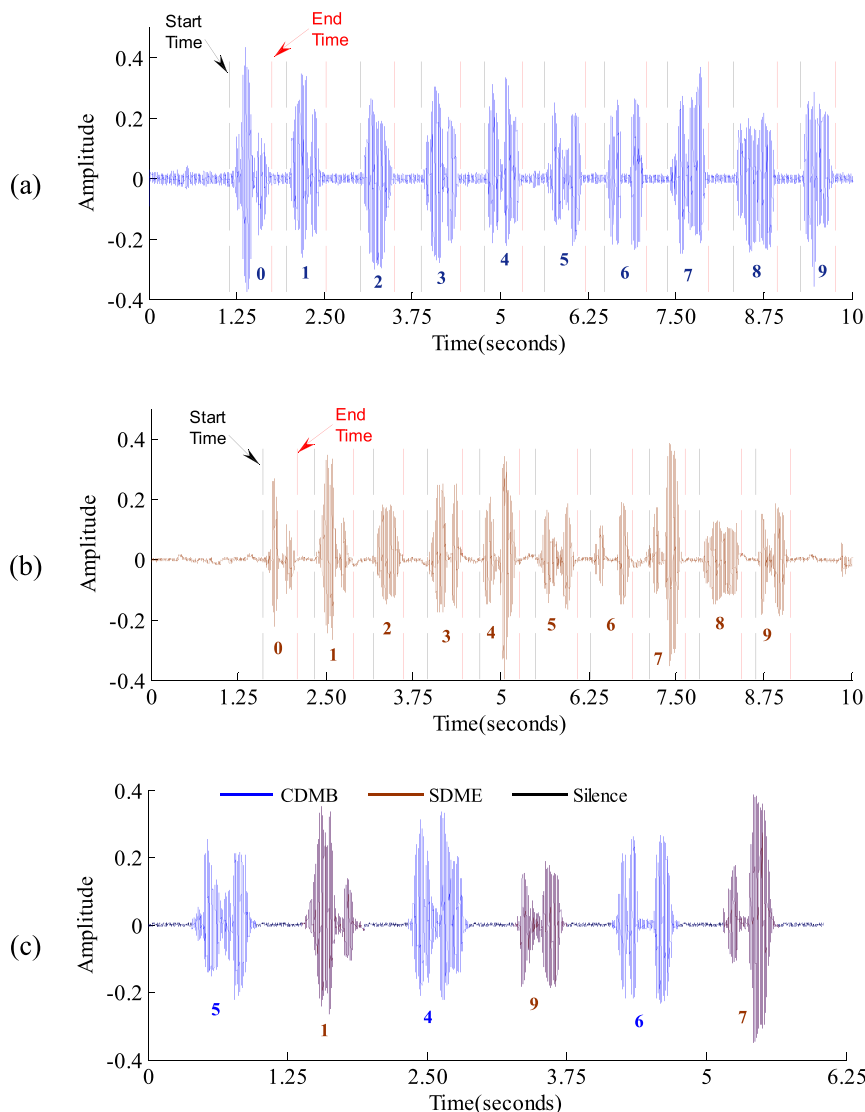 Start
Time
End
Time
(a)
Amplitude
0.4
0.2
0
-0.2
-0.4
0 1 2 3 4 5 6 7 8 9
0 1.25 2.50 3.75 5 6.25 7.50 8.75 10
Time(seconds)
Start
Time
End
Time
(b)
Amplitude
0.4
0.2
0
-0.2
-0.4
0 1 2 3 4 5 6 7 8 9
0 1.25 2.50 3.75 5 6.25 7.50 8.75 10
Time(seconds)
CDMB SDME Silence
(c)
Amplitude
0.4
0.2
0
-0.2
-0.4
5 1 4 9 6 7
0 1.25 2.50 3.75 5 6.25
Time(seconds)